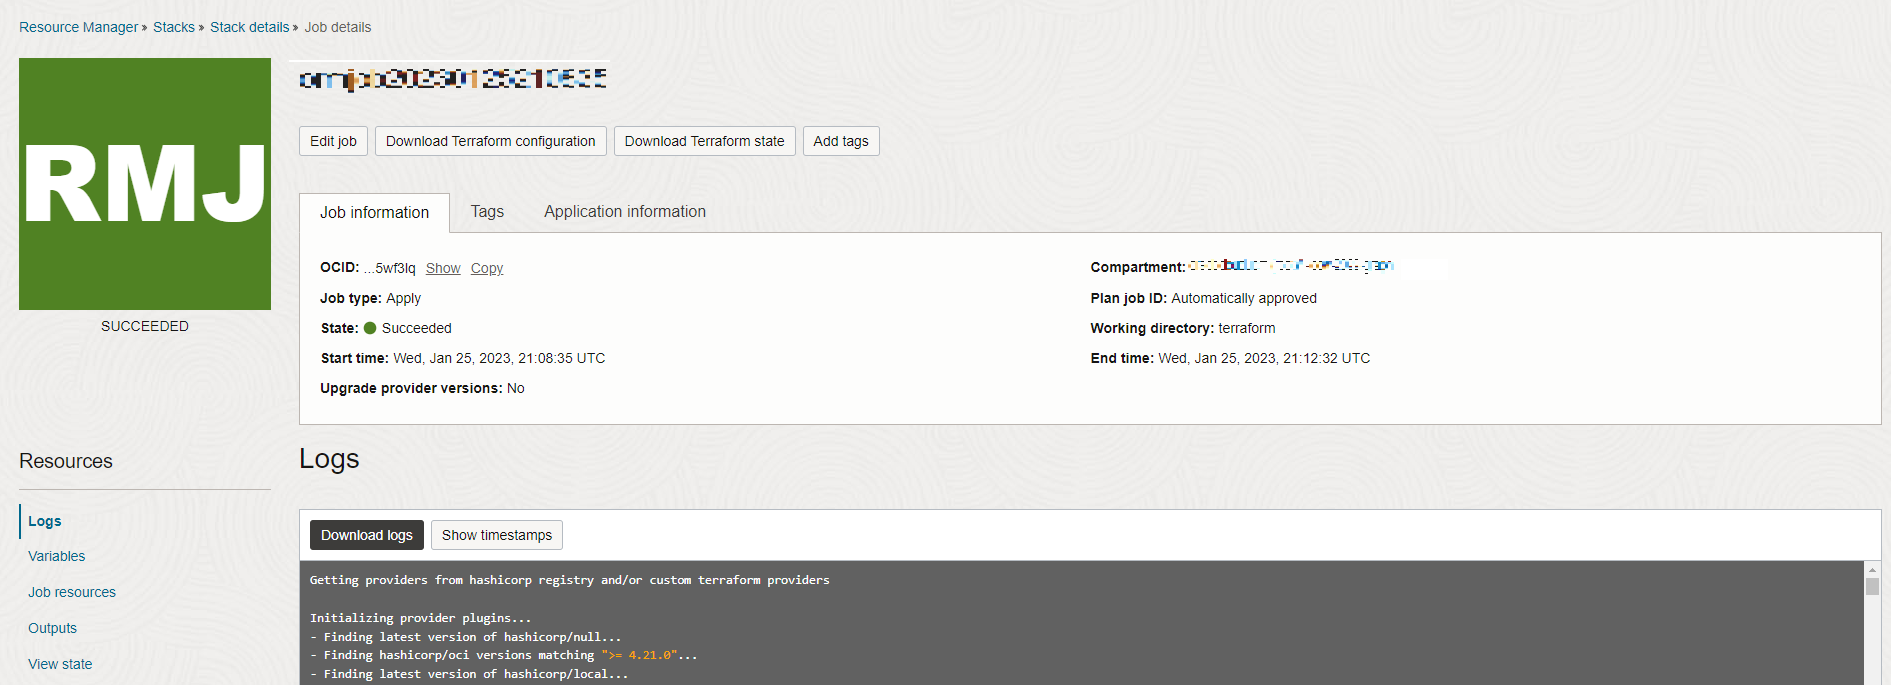 Resource Manager » Stacks » Stack details » Job details
RMJ
SUCCEEDED
Edit job Download Terraform configuration Download Terraform state Add tags
Job information Tags Application information
OCID: ...5wf3lq Show Copy
Job type: Apply
State: Succeeded
Start time: Wed, Jan 25, 2023, 21:08:35 UTC
Upgrade provider versions: No
Compartment:
Plan job ID: Automatically approved
Working directory: terraform
End time: Wed, Jan 25, 2023, 21:12:32 UTC
Resources
Logs
Variables
Job resources
Outputs
View state
Logs
Download logs Show timestamps
Getting providers from hashicorp registry and/or custom terraform providers
Initializing provider plugins...
- Finding latest version of hashicorp/null...
- Finding hashicorp/oci versions matching ">= 4.21.0"...
- Finding latest version of hashicorp/local...